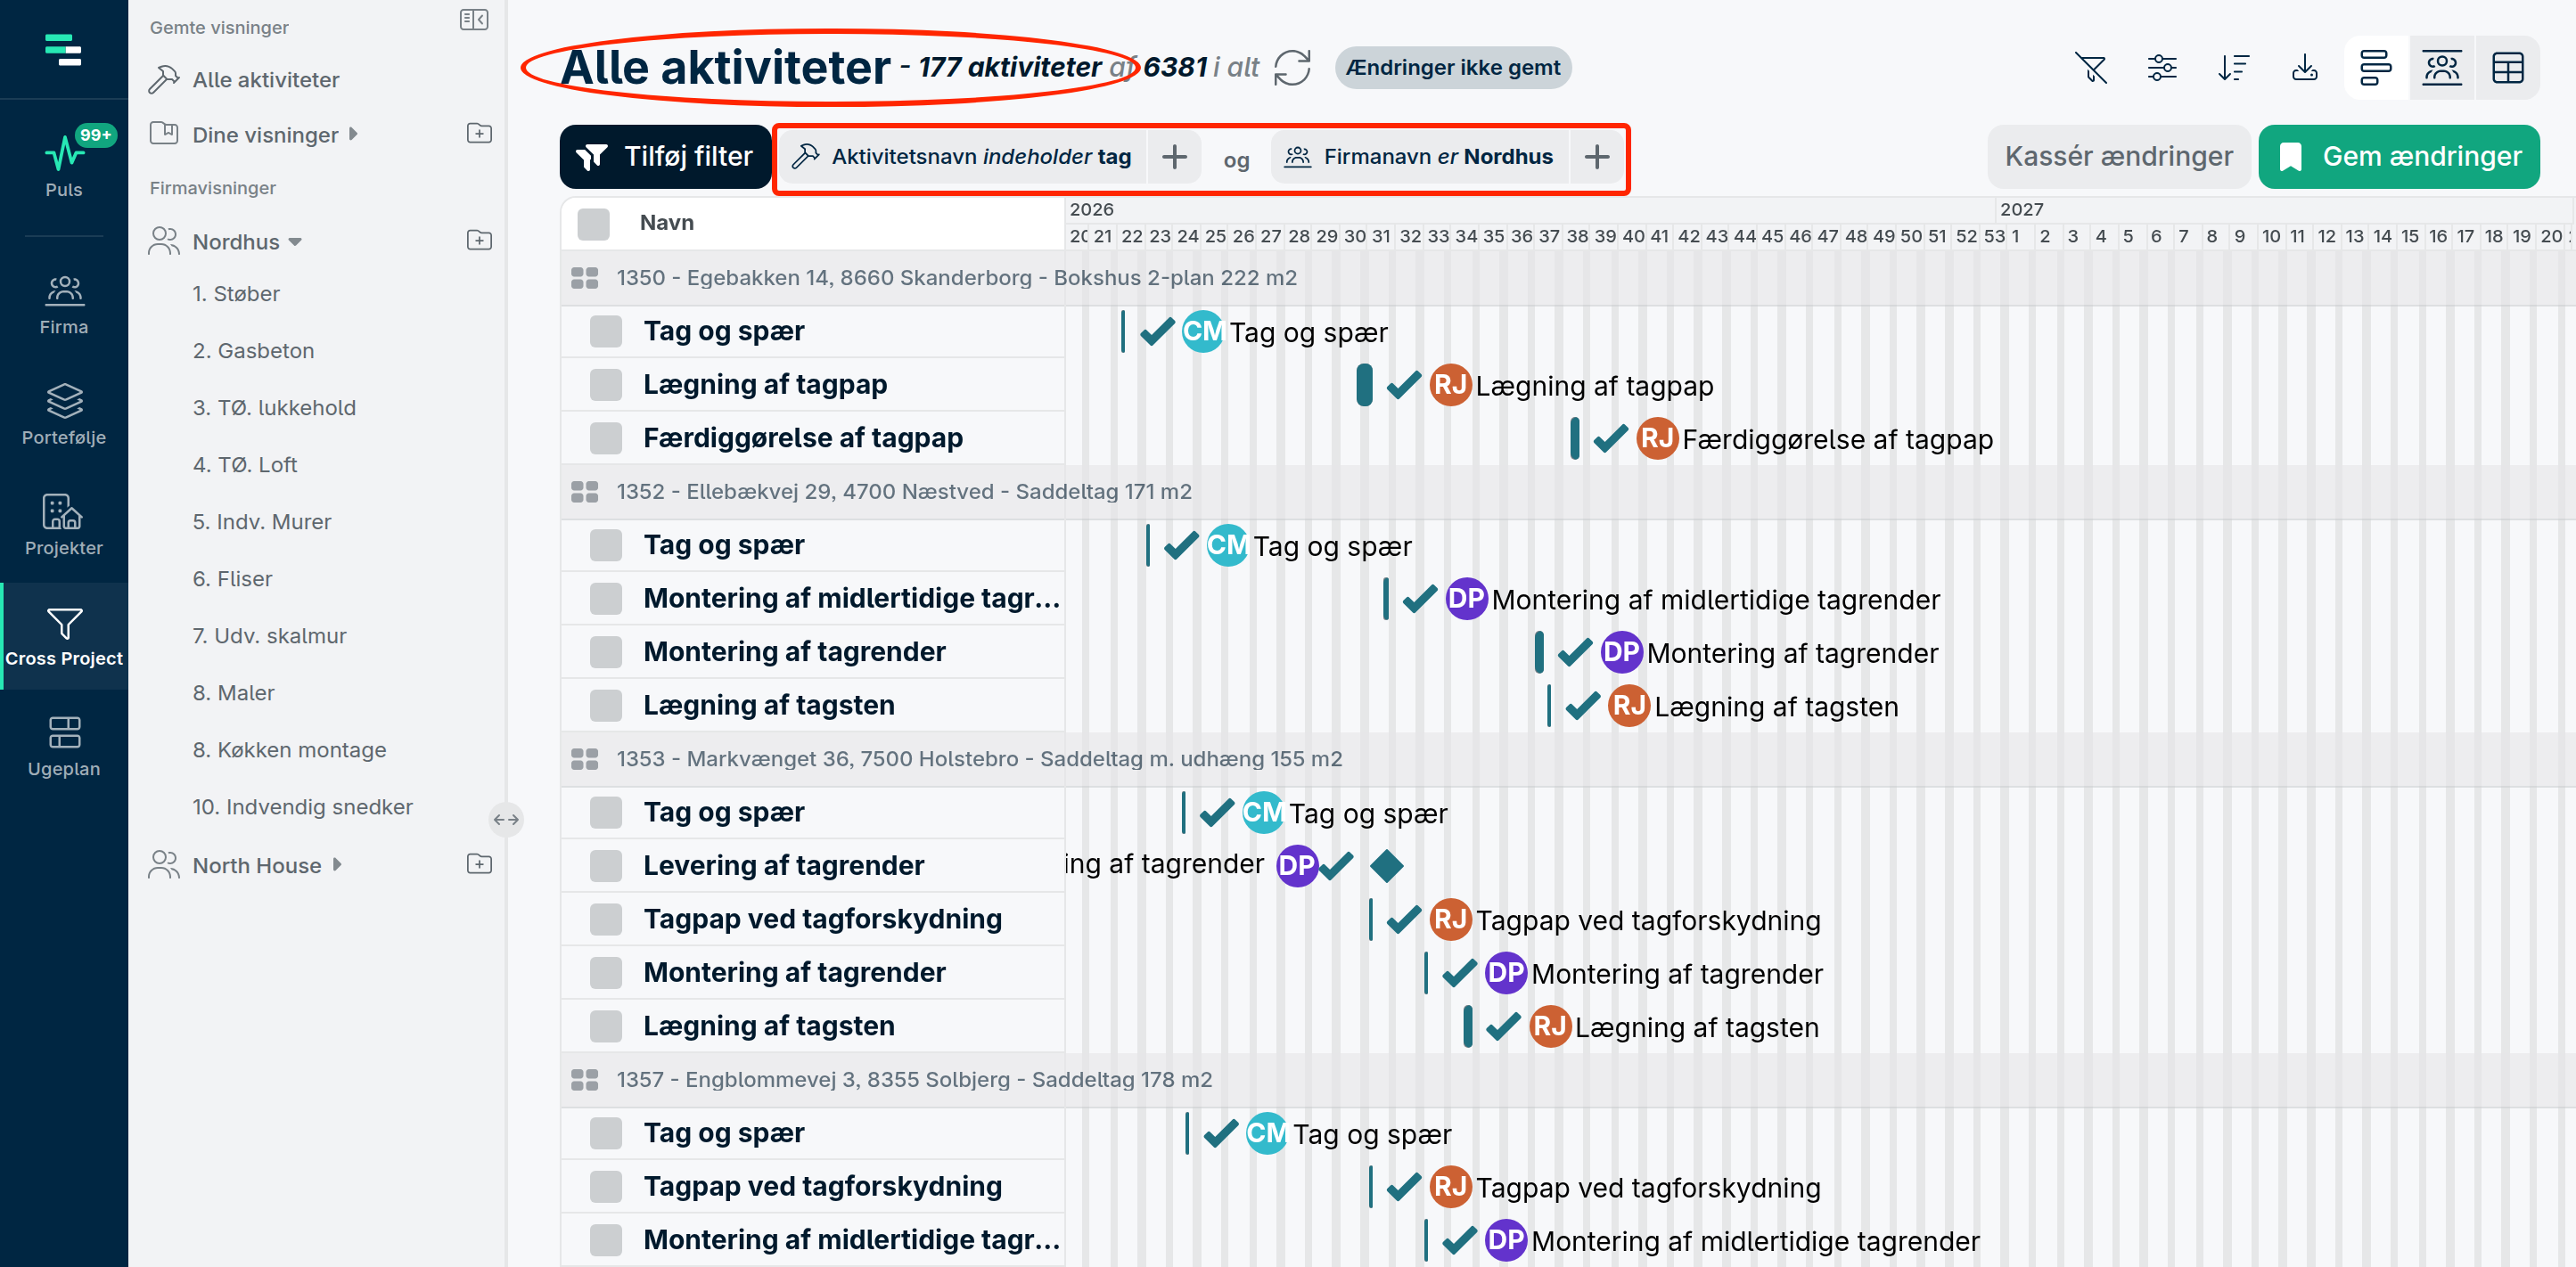 Gemte visninger
Alle aktiviteter
Dine visninger
Firmavisninger
Nordhus
1. Støber
2. Gasbeton
3. TØ. lukkehold
4. TØ. Loft
5. Indv. Murer
6. Fliser
7. Udv. skalmur
8. Maler
8. Køkken montage
10. Indvendig snedker
North House
99+
Puls
Firma
Portefølje
Projekter
Cross Project
Ugeplan
Alle aktiviteter - 177 aktiviteter af 6381 i alt
Ændringer ikke gemt
Tilføj filter
Aktivitetsnavn indeholder tag
og
Firmanavn er Nordhus
Kassér ændringer
Gem ændringer
Navn
2026 2027
20 21 22 23 24 25 26 27 28 29 30 31 32 33 34 35 36 37 38 39 40 41 42 43 44 45 46 47 48 49 50 51 52 53 1 2 3 4 5 6 7 8 9 10 11 12 13 14 15 16 17 18 19 20
1350 - Egebakken 14, 8660 Skanderborg - Bokshus 2-plan 222 m2
Tag og spær CM Tag og spær
Lægning af tagpap RJ Lægning af tagpap
Færdiggørelse af tagpap RJ Færdiggørelse af tagpap
1352 - Ellebækvej 29, 4700 Næstved - Saddeltag 171 m2
Tag og spær CM Tag og spær
Montering af midlertidige tagr... DP Montering af midlertidige tagrender
Montering af tagrender DP Montering af tagrender
Lægning af tagsten RJ Lægning af tagsten
1353 - Markvænget 36, 7500 Holstebro - Saddeltag m. udhæng 155 m2
Tag og spær CM Tag og spær
Levering af tagrender ing af tagrender DP
Tagpap ved tagforskydning RJ Tagpap ved tagforskydning
Montering af tagrender DP Montering af tagrender
Lægning af tagsten RJ Lægning af tagsten
1357 - Engblommevej 3, 8355 Solbjerg - Saddeltag 178 m2
Tag og spær CM Tag og spær
Tagpap ved tagforskydning RJ Tagpap ved tagforskydning
Montering af midlertidige tagr... DP Montering af midlertidige tagrender